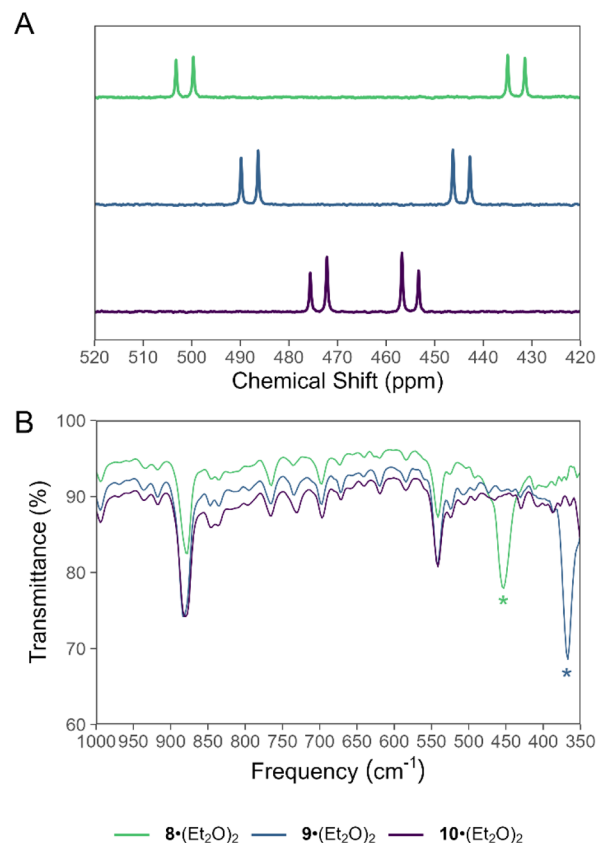 A
520 510 500 490 480 470 460 450 440 430 420
Chemical Shift (ppm)
B
100
90
80
70
60
Transmittance (%)
*
*
1000 950 900 850 800 750 700 650 600 550 500 450 400 350
Frequency (cm⁻¹)
8•(Et₂O)₂ 9•(Et₂O)₂ 10•(Et₂O)₂